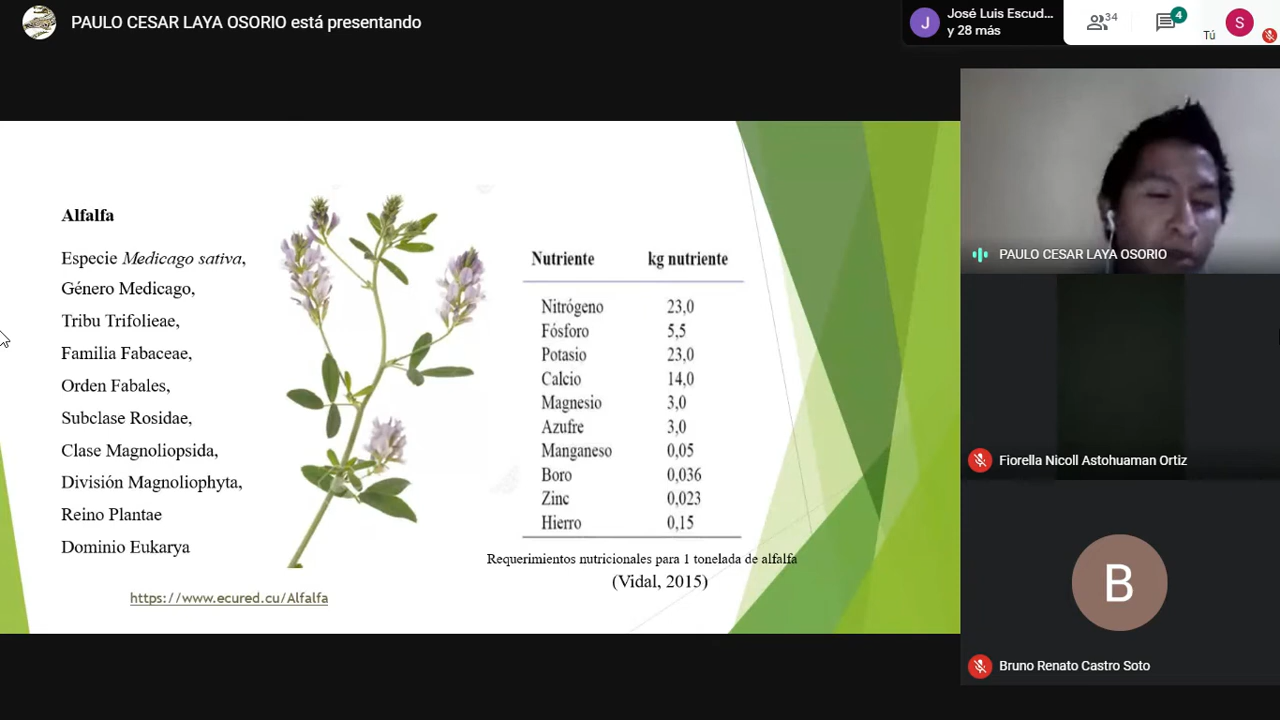 PAULO CESAR LAYA OSORIO está presentando
José Luis Escud...
y 28 más
J
34
4
Tú
S
Alfalfa
Especie Medicago sativa,
Género Medicago,
Tribu Trifolieae,
Familia Fabaceae,
Orden Fabales,
Subclase Rosidae,
Clase Magnoliopsida,
División Magnoliophyta,
Reino Plantae
Dominio Eukarya
https://www.ecured.cu/Alfalfa
Nutriente kg nutriente
Nitrógeno 23,0
Fósforo 5,5
Potasio 23,0
Calcio 14,0
Magnesio 3,0
Azufre 3,0
Manganeso 0,05
Boro 0,036
Zinc 0,023
Hierro 0,15
Requerimientos nutricionales para 1 tonelada de alfalfa
(Vidal, 2015)
PAULO CESAR LAYA OSORIO
Fiorella Nicoll Astohuaman Ortiz
B
Bruno Renato Castro Soto